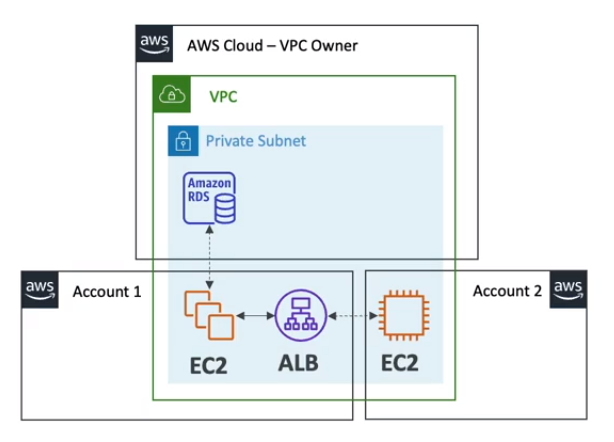 aws
AWS Cloud – VPC Owner
VPC
Private Subnet
Amazon
RDS
aws
Account 1
Account 2
aws
EC2
ALB
EC2